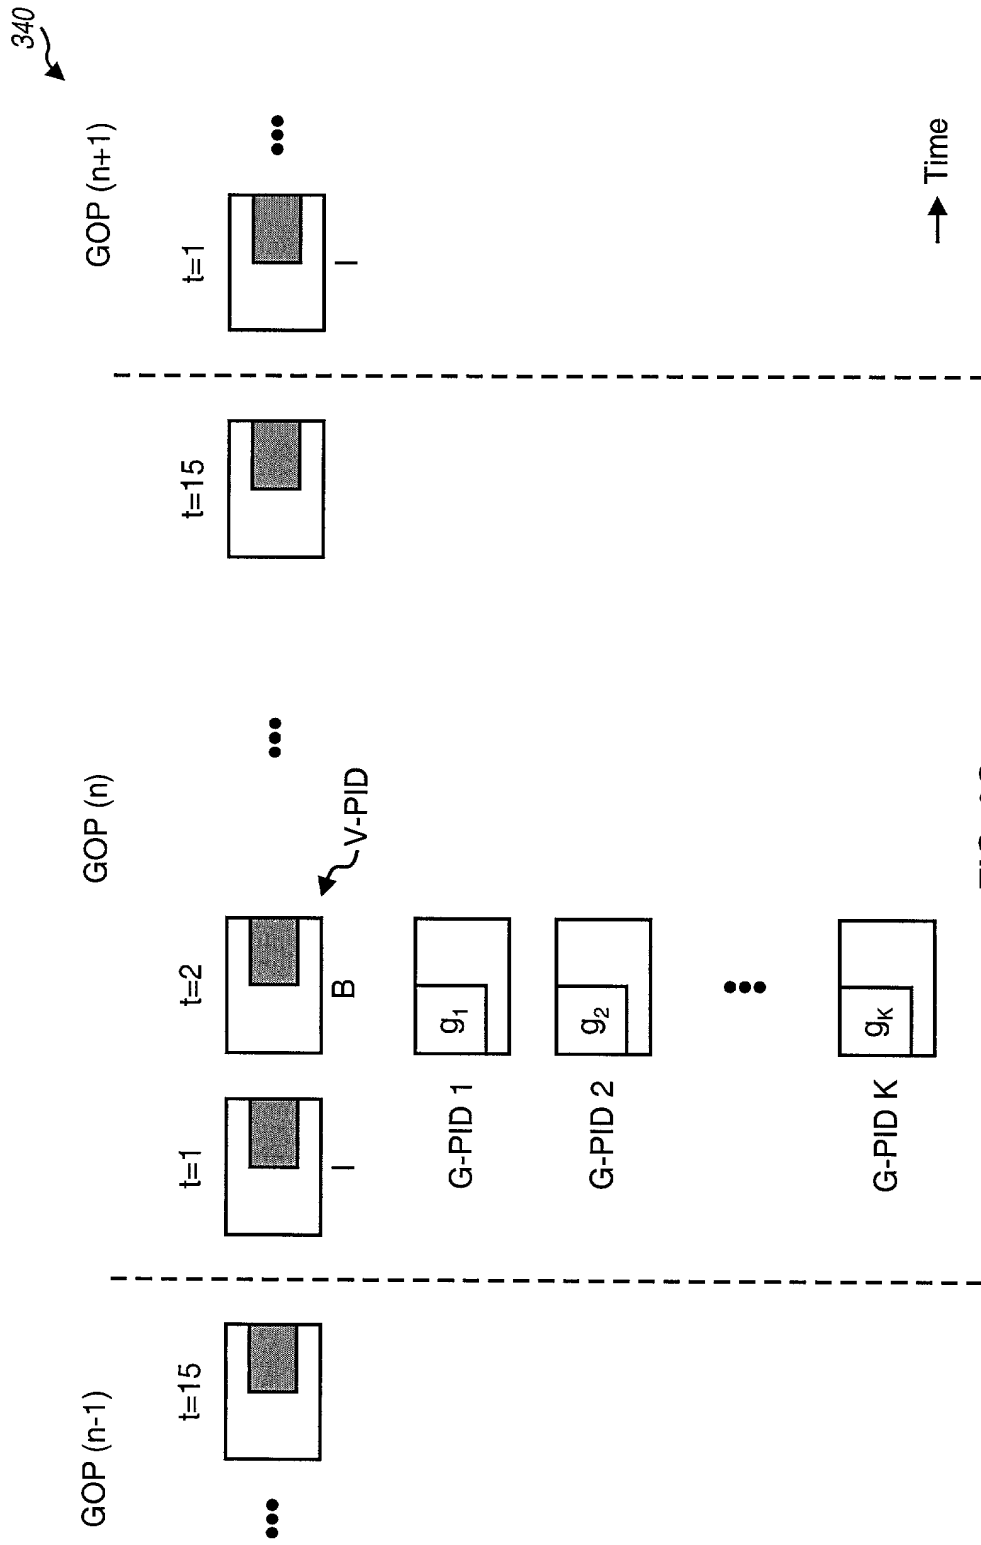 340
GOP (n-1)
GOP (n)
GOP (n+1)
t=15
t=1
t=2
t=15
t=1
I
B
I
V-PID
G-PID 1
g1
G-PID 2
g2
G-PID K
gK
Time